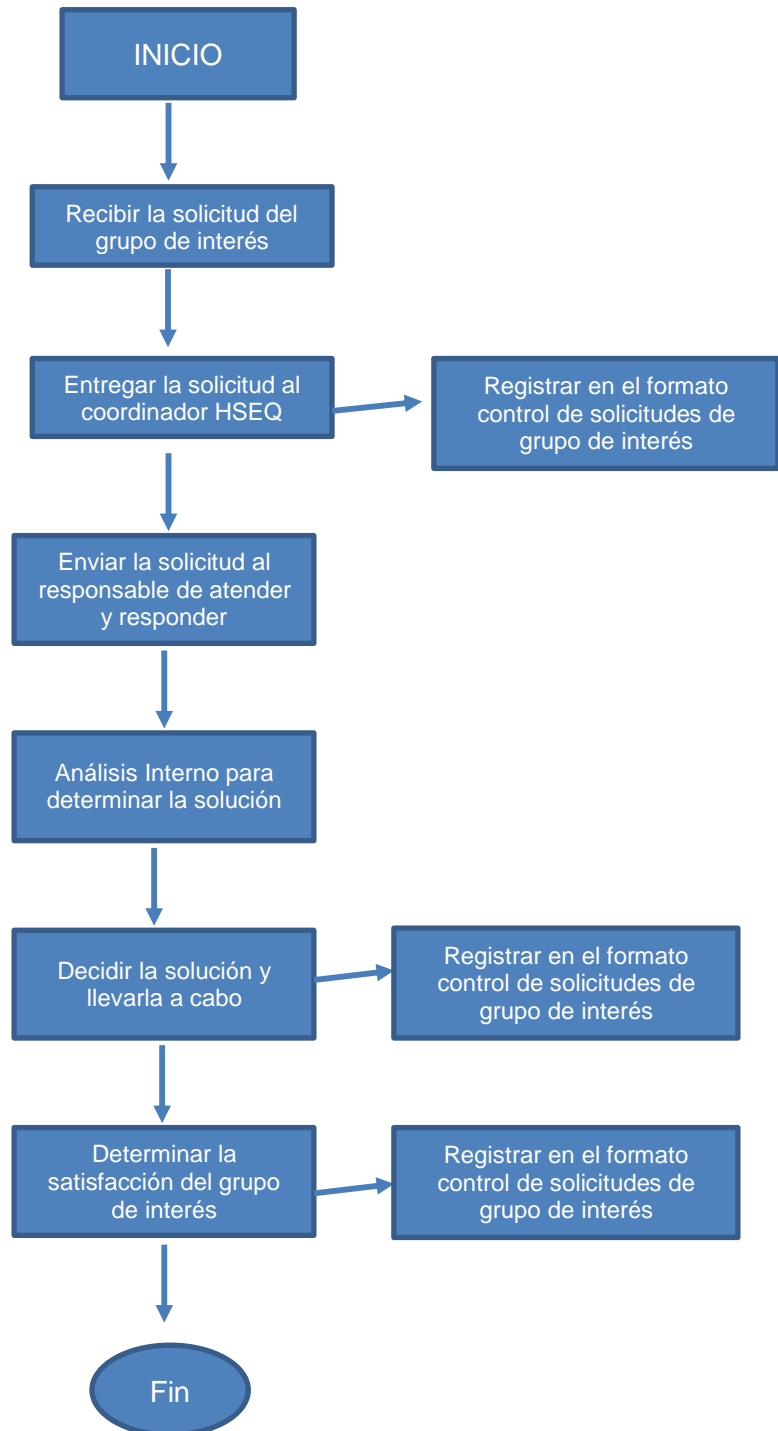 INICIO
Recibir la solicitud del
grupo de interés
Entregar la solicitud al
coordinador HSEQ
Registrar en el formato
control de solicitudes de
grupo de interés
Enviar la solicitud al
responsable de atender
y responder
Análisis Interno para
determinar la solución
Decidir la solución y
llevarla a cabo
Registrar en el formato
control de solicitudes de
grupo de interés
Determinar la
satisfacción del grupo
de interés
Registrar en el formato
control de solicitudes de
grupo de interés
Fin